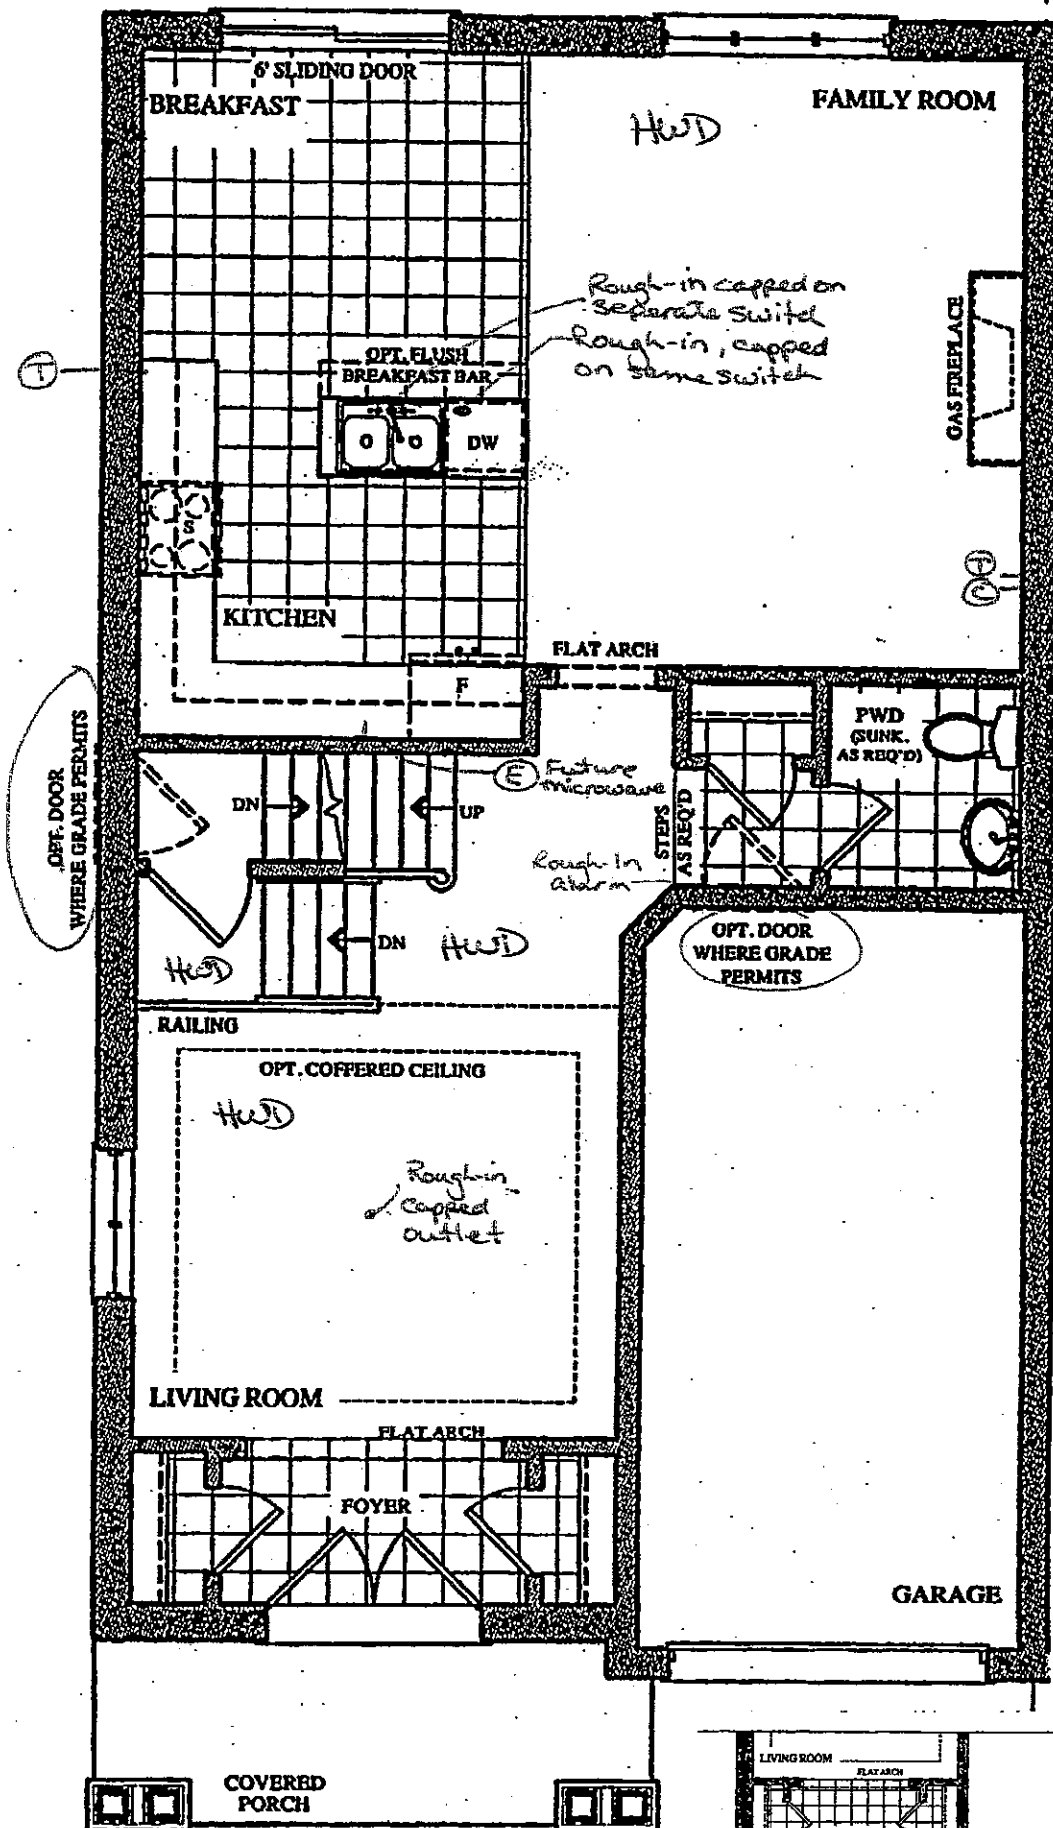 6' SLIDING DOOR
BREAKFAST
FAMILY ROOM
HWD
Rough-in capped on
seperate switch
Rough-in, capped
on same switch
OPT. FLUSH
BREAKFAST BAR
DW
GAS FIREPLACE
T
S
T
C
KITCHEN
FLAT ARCH
F
PWD
(SUNK.
AS REQ'D)
OPT. DOOR
WHERE GRADE PERMITS
E Future
microwave
DN
UP
STEPS
AS REQ'D
Rough-In
alarm
DN
HWD
HWD
OPT. DOOR
WHERE GRADE
PERMITS
RAILING
OPT. COFFERED CEILING
HWD
Rough-in
capped
outlet
LIVING ROOM
FLAT ARCH
FOYER
GARAGE
COVERED
PORCH
LIVING ROOM
FLAT ARCH